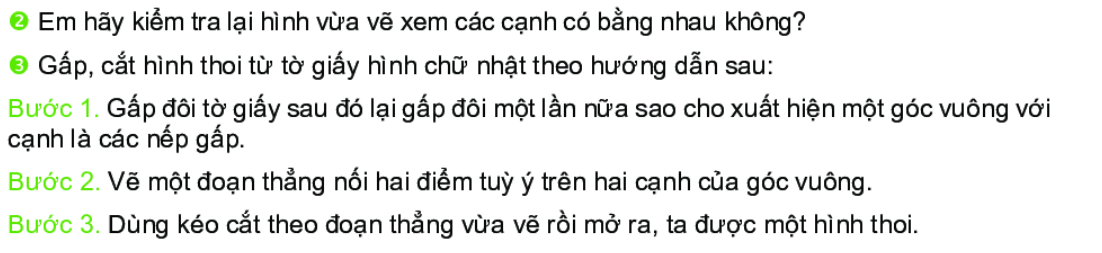 ❷ Em hãy kiểm tra lại hình vừa vẽ xem các cạnh có bằng nhau không?
❸ Gấp, cắt hình thoi từ tờ giấy hình chữ nhật theo hướng dẫn sau:
Bước 1. Gấp đôi tờ giấy sau đó lại gấp đôi một lần nữa sao cho xuất hiện một góc vuông với
cạnh là các nếp gấp.
Bước 2. Vẽ một đoạn thẳng nối hai điểm tuỳ ý trên hai cạnh của góc vuông.
Bước 3. Dùng kéo cắt theo đoạn thẳng vừa vẽ rồi mở ra, ta được một hình thoi.